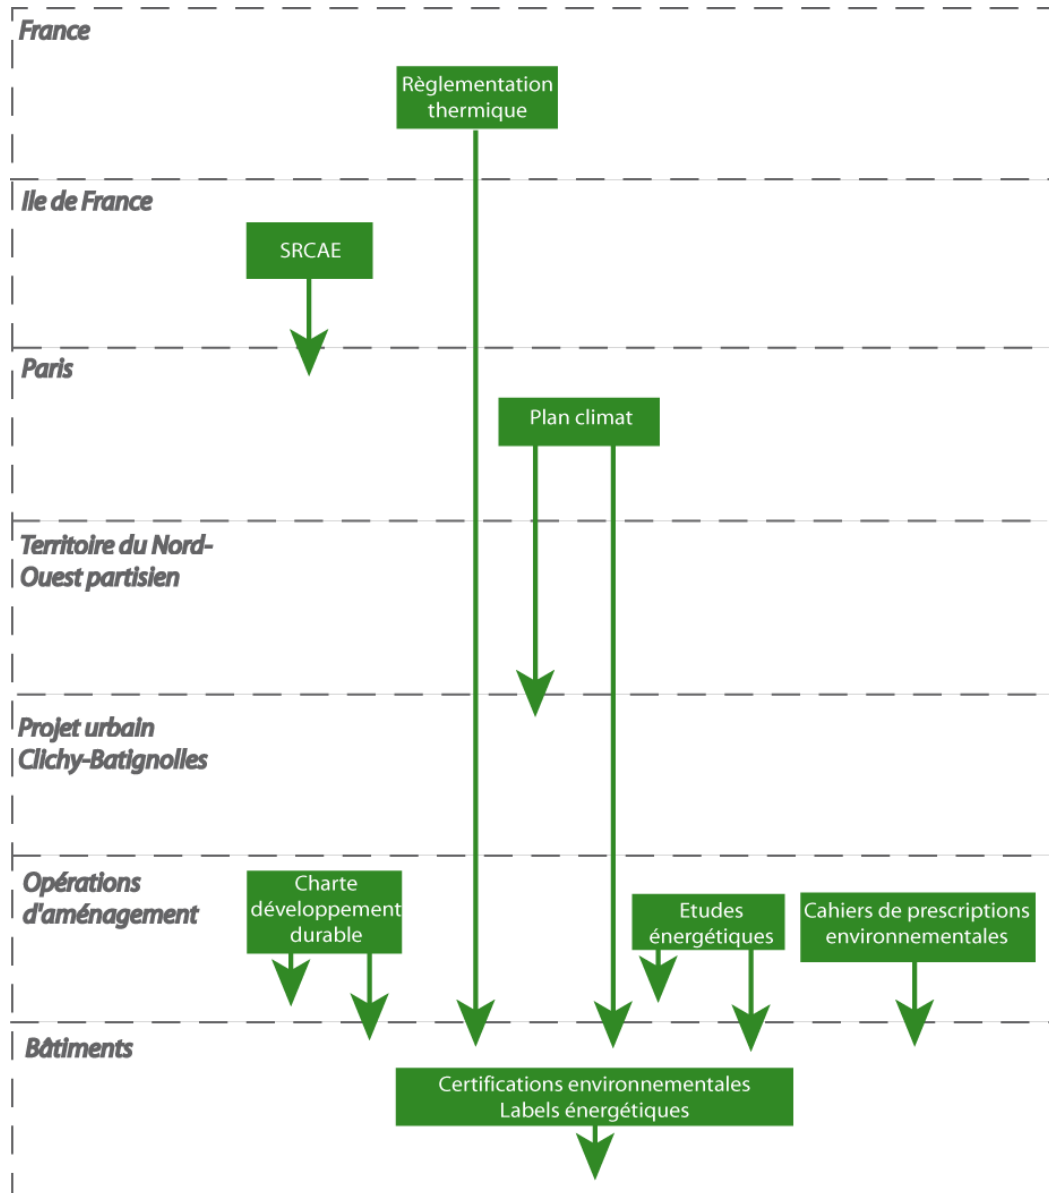 France
Règlementation
thermique
Ile de France
SRCAE
Paris
Plan climat
Territoire du Nord-
Ouest partisien
Projet urbain
Clichy-Batignolles
Opérations
d'aménagement
Charte
développement
durable
Etudes
énergétiques
Cahiers de prescriptions
environnementales
Bâtiments
Certifications environnementales
Labels énergétiques